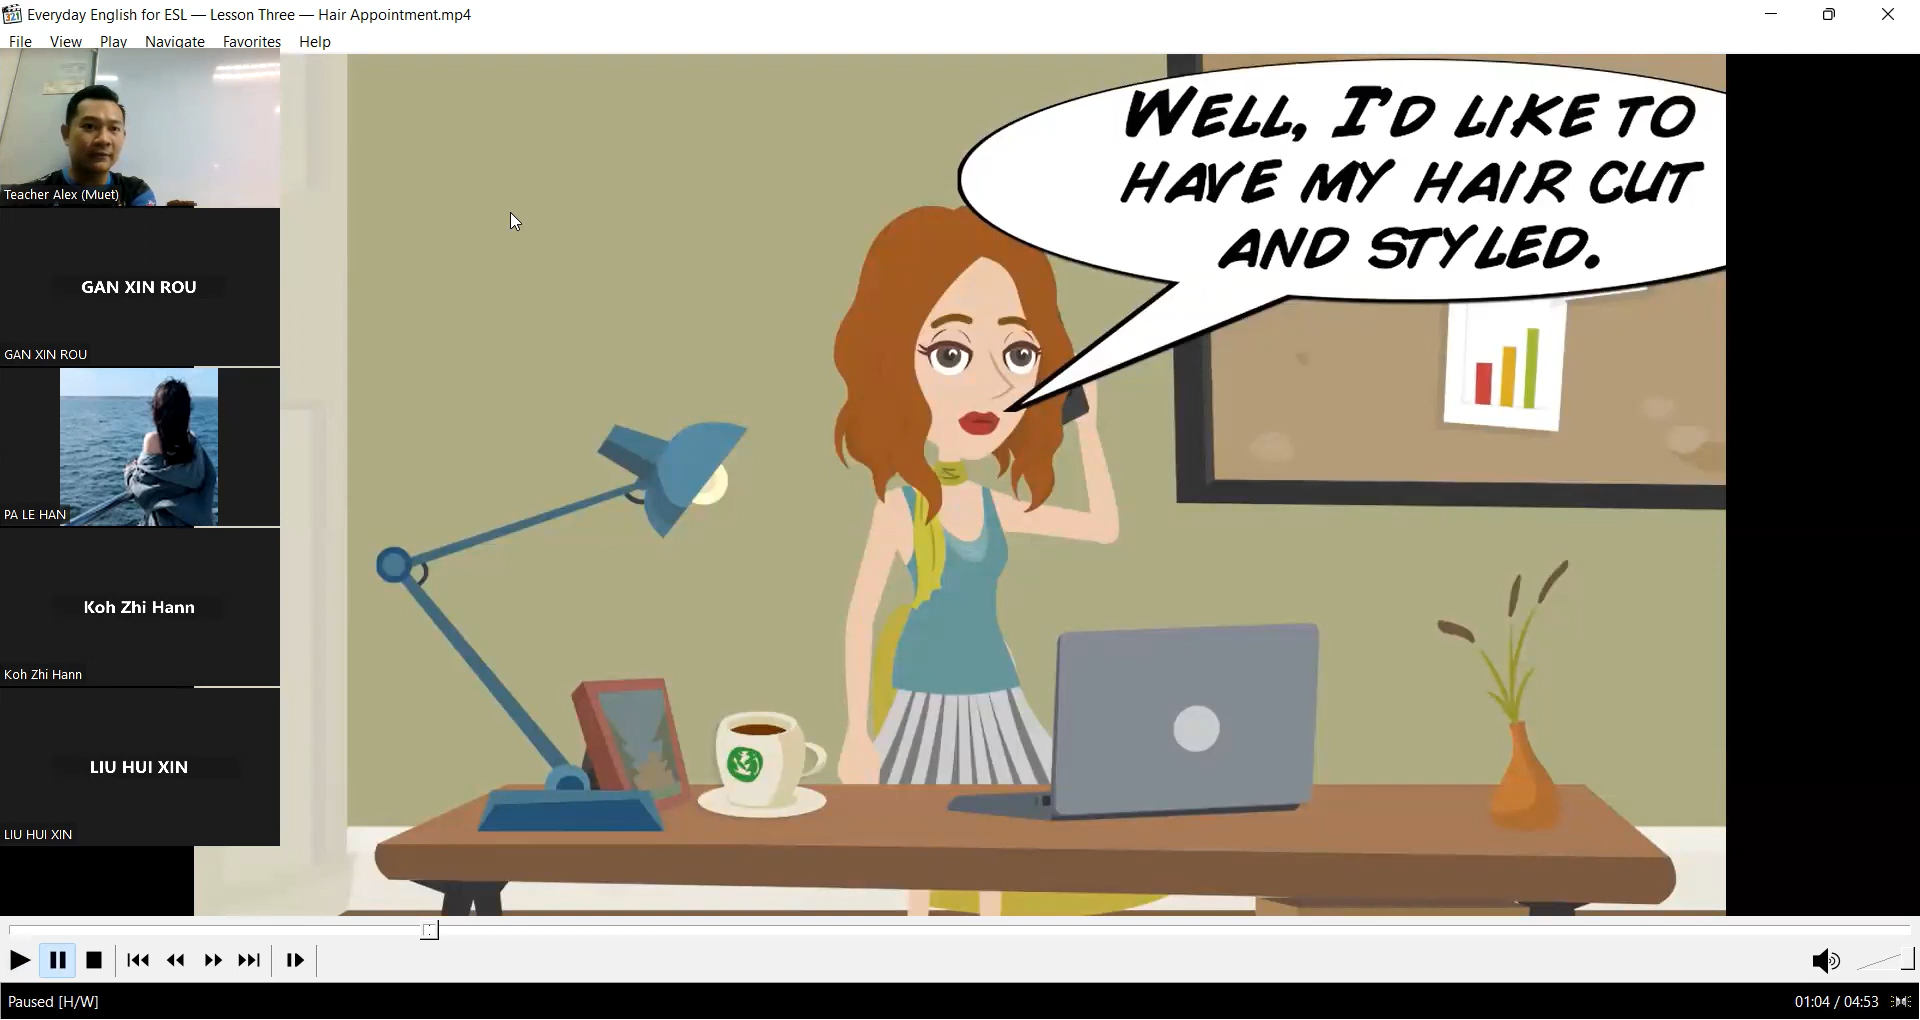 Everyday English for ESL — Lesson Three — Hair Appointment.mp4
File View Play Navigate Favorites Help
Teacher Alex (Muet)
GAN XIN ROU
GAN XIN ROU
PA LE HAN
Koh Zhi Hann
Koh Zhi Hann
LIU HUI XIN
LIU HUI XIN
WELL, I'D LIKE TO
HAVE MY HAIR CUT
AND STYLED.
Paused [H/W]
01:04 / 04:53